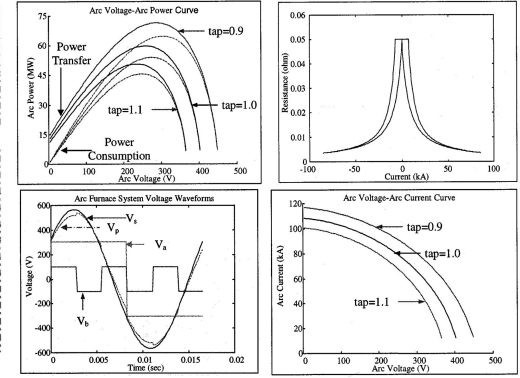 Arc Voltage-Arc Power Curve
75
60
45
30
15
0
Arc Power (MW)
Power
Transfer
tap=0.9
tap=1.0
tap=1.1
Power
Consumption
0 100 200 300 400 500
Arc Voltage (V)
0.06
0.05
0.04
0.03
0.02
0.01
0
Resistance (ohm)
-100 -50 0 50 100
Current (kA)
Arc Furnace System Voltage Waveforms
600
400
200
0
-200
-400
-600
Voltage (V)
Vs
Vp
Va
Vb
0 0.005 0.01 0.015 0.02
Time (sec)
Arc Voltage-Arc Current Curve
120
100
80
60
40
20
0
Arc Current (kA)
tap=0.9
tap=1.0
tap=1.1
0 100 200 300 400 500
Arc Voltage (V)